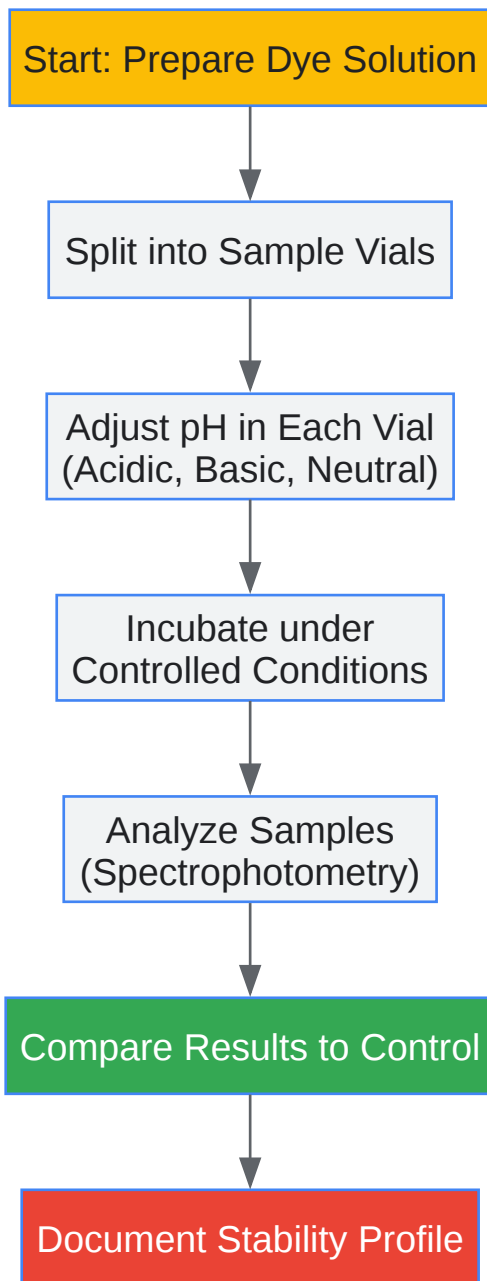 Start: Prepare Dye Solution
Split into Sample Vials
Adjust pH in Each Vial
(Acidic, Basic, Neutral)
Incubate under
Controlled Conditions
Analyze Samples
(Spectrophotometry)
Compare Results to Control
Document Stability Profile